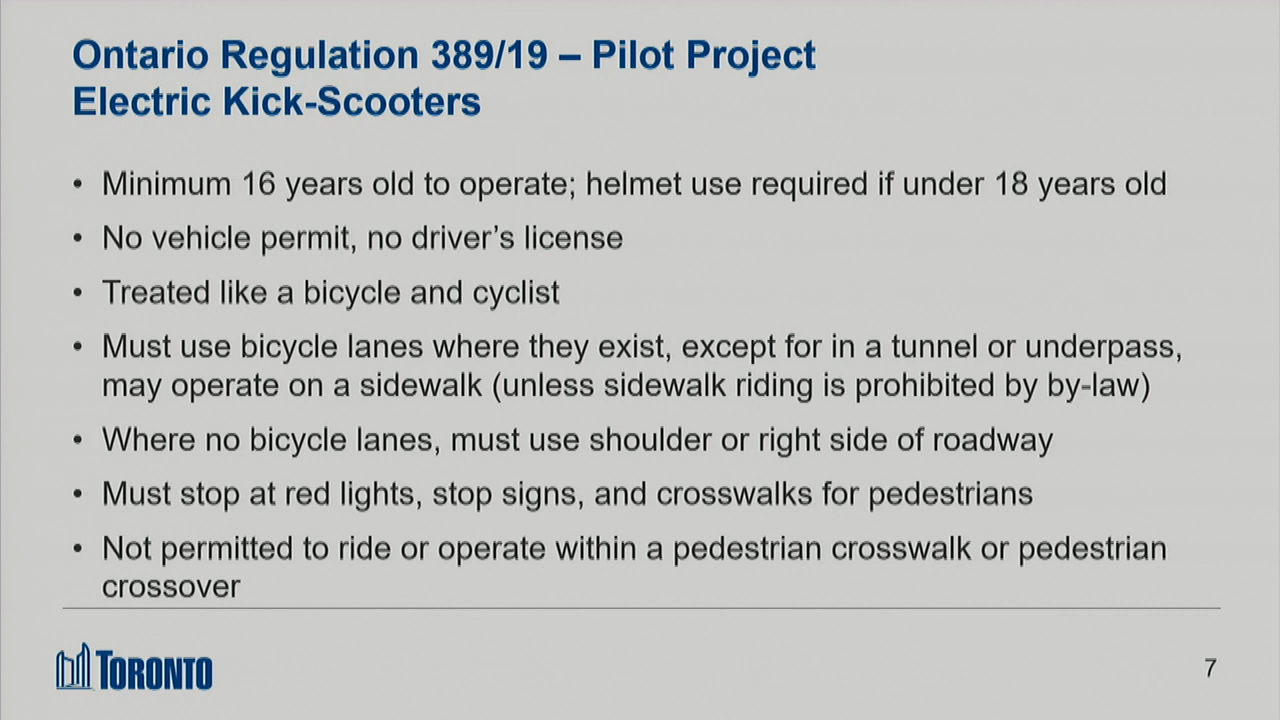 Ontario Regulation 389/19 – Pilot Project
Electric Kick-Scooters
• Minimum 16 years old to operate; helmet use required if under 18 years old
• No vehicle permit, no driver’s license
• Treated like a bicycle and cyclist
• Must use bicycle lanes where they exist, except for in a tunnel or underpass,
may operate on a sidewalk (unless sidewalk riding is prohibited by by-law)
• Where no bicycle lanes, must use shoulder or right side of roadway
• Must stop at red lights, stop signs, and crosswalks for pedestrians
• Not permitted to ride or operate within a pedestrian crosswalk or pedestrian
crossover
TORONTO
7